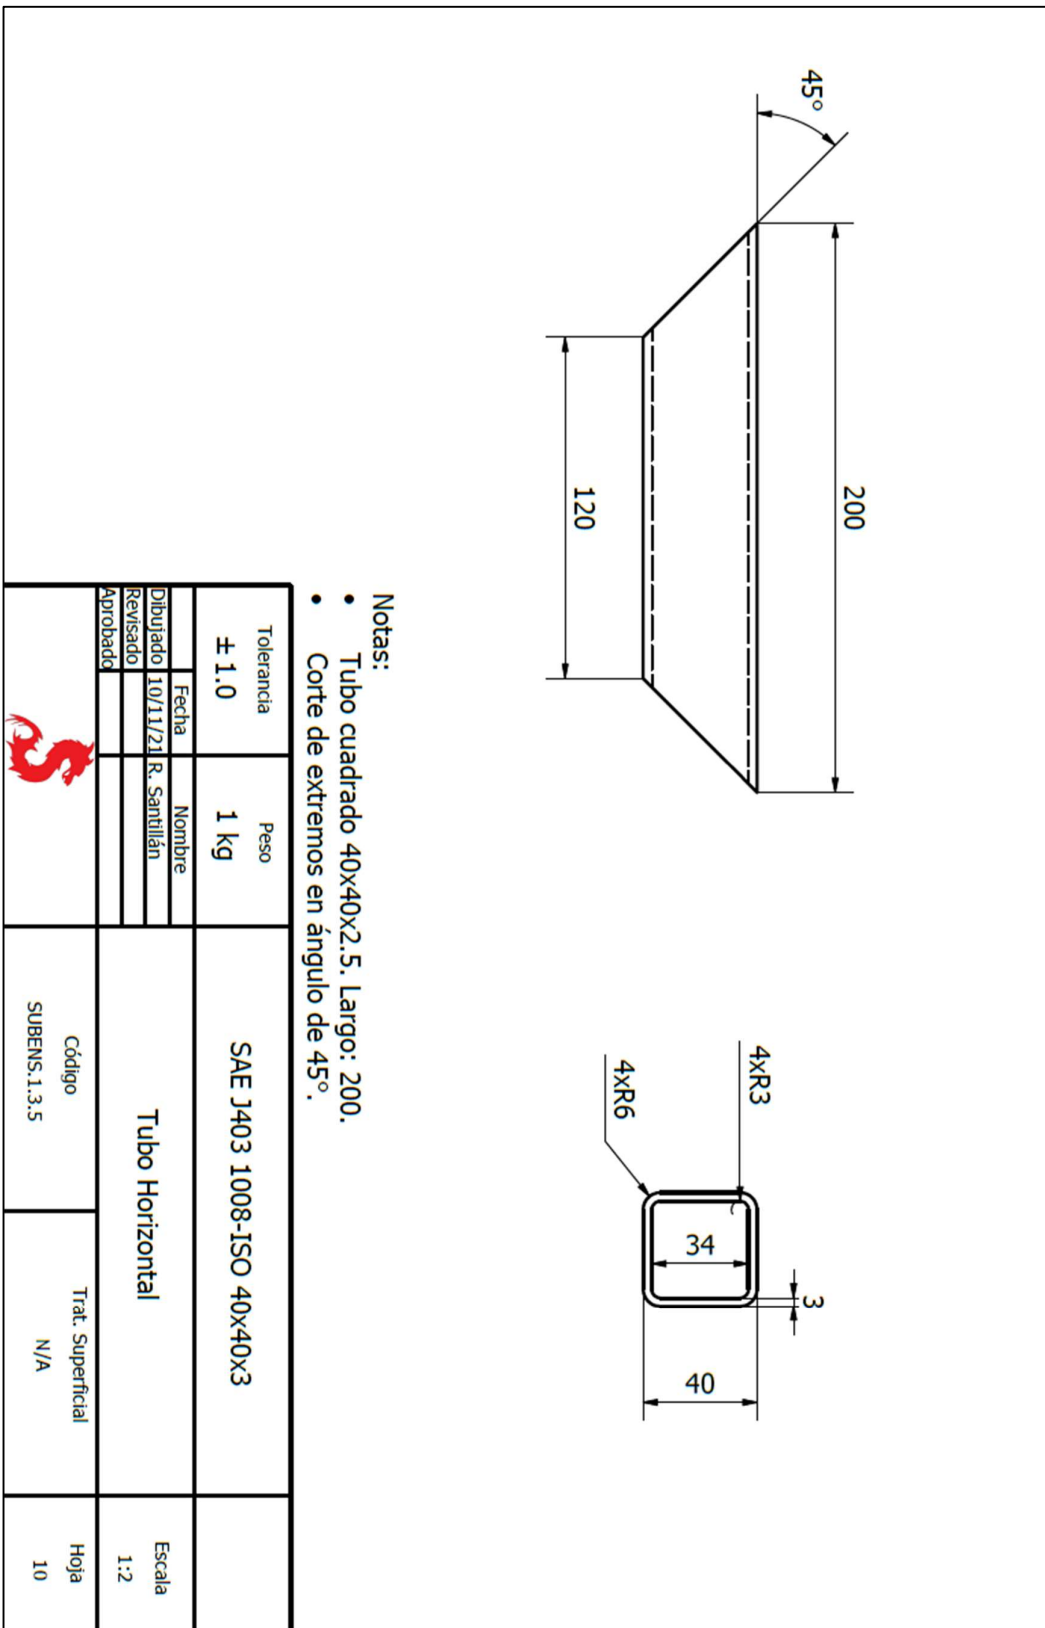 45°
200
120
4xR3
4xR6
34
3
40
Notas:
• Tubo cuadrado 40x40x2.5. Largo: 200.
• Corte de extremos en ángulo de 45°.
Tolerancia
± 1.0
Peso
1 kg
SAE J403 1008-ISO 40x40x3
Fecha
Nombre
Dibujado
10/11/21
R. Santillán
Revisado
Aprobado
Tubo Horizontal
Escala
1:2
Código
SUBENS.1.3.5
Trat. Superficial
N/A
Hoja
10